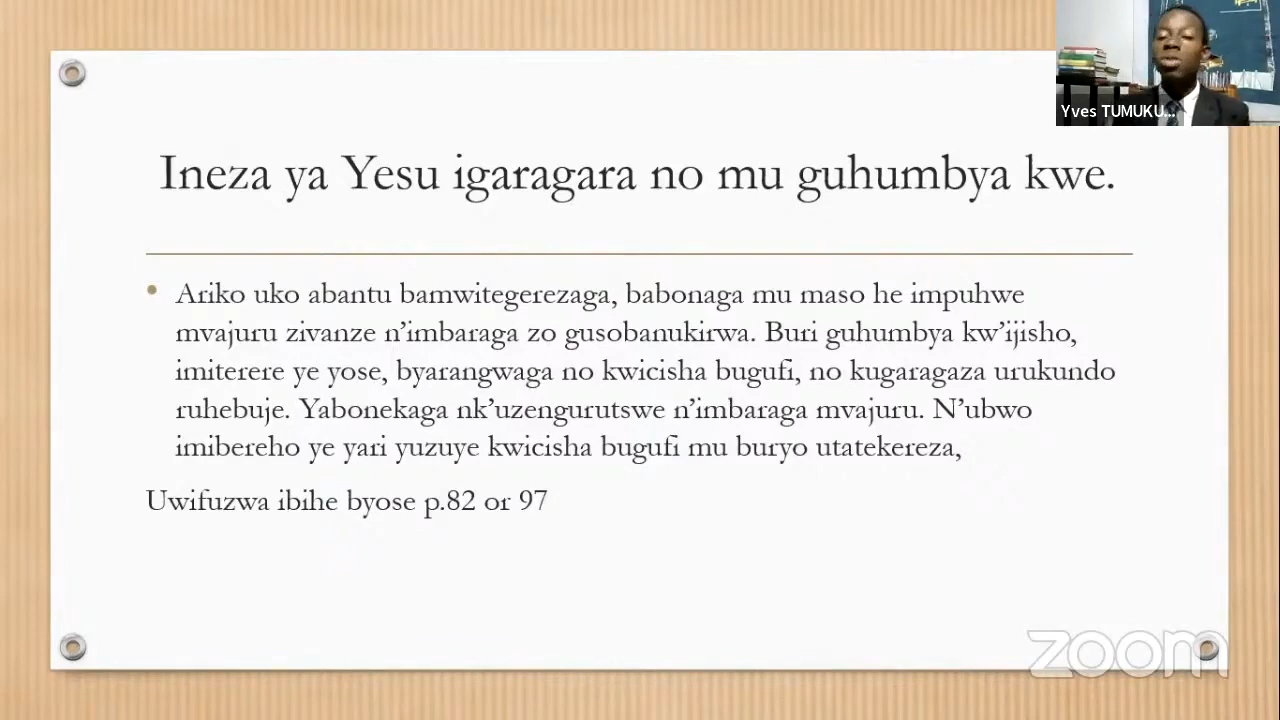 Yves TUMUKU...
Ineza ya Yesu igaragara no mu guhumbya kwe.
• Ariko uko abantu bamwitegerezaga, babonaga mu maso he impuhwe
mvajuru zivanze n’imbaraga zo gusobanukirwa. Buri guhumbya kw’ijisho,
imiterere ye yose, byarangwaga no kwicisha bugufi, no kugaragaza urukundo
ruhebuje. Yabonekaga nk’uzengurutswe n’imbaraga mvajuru. N’ubwo
imibereho ye yari yuzuye kwicisha bugufi mu buryo utatekereza,
Uwifuzwa ibihe byose p.82 or 97
zoom